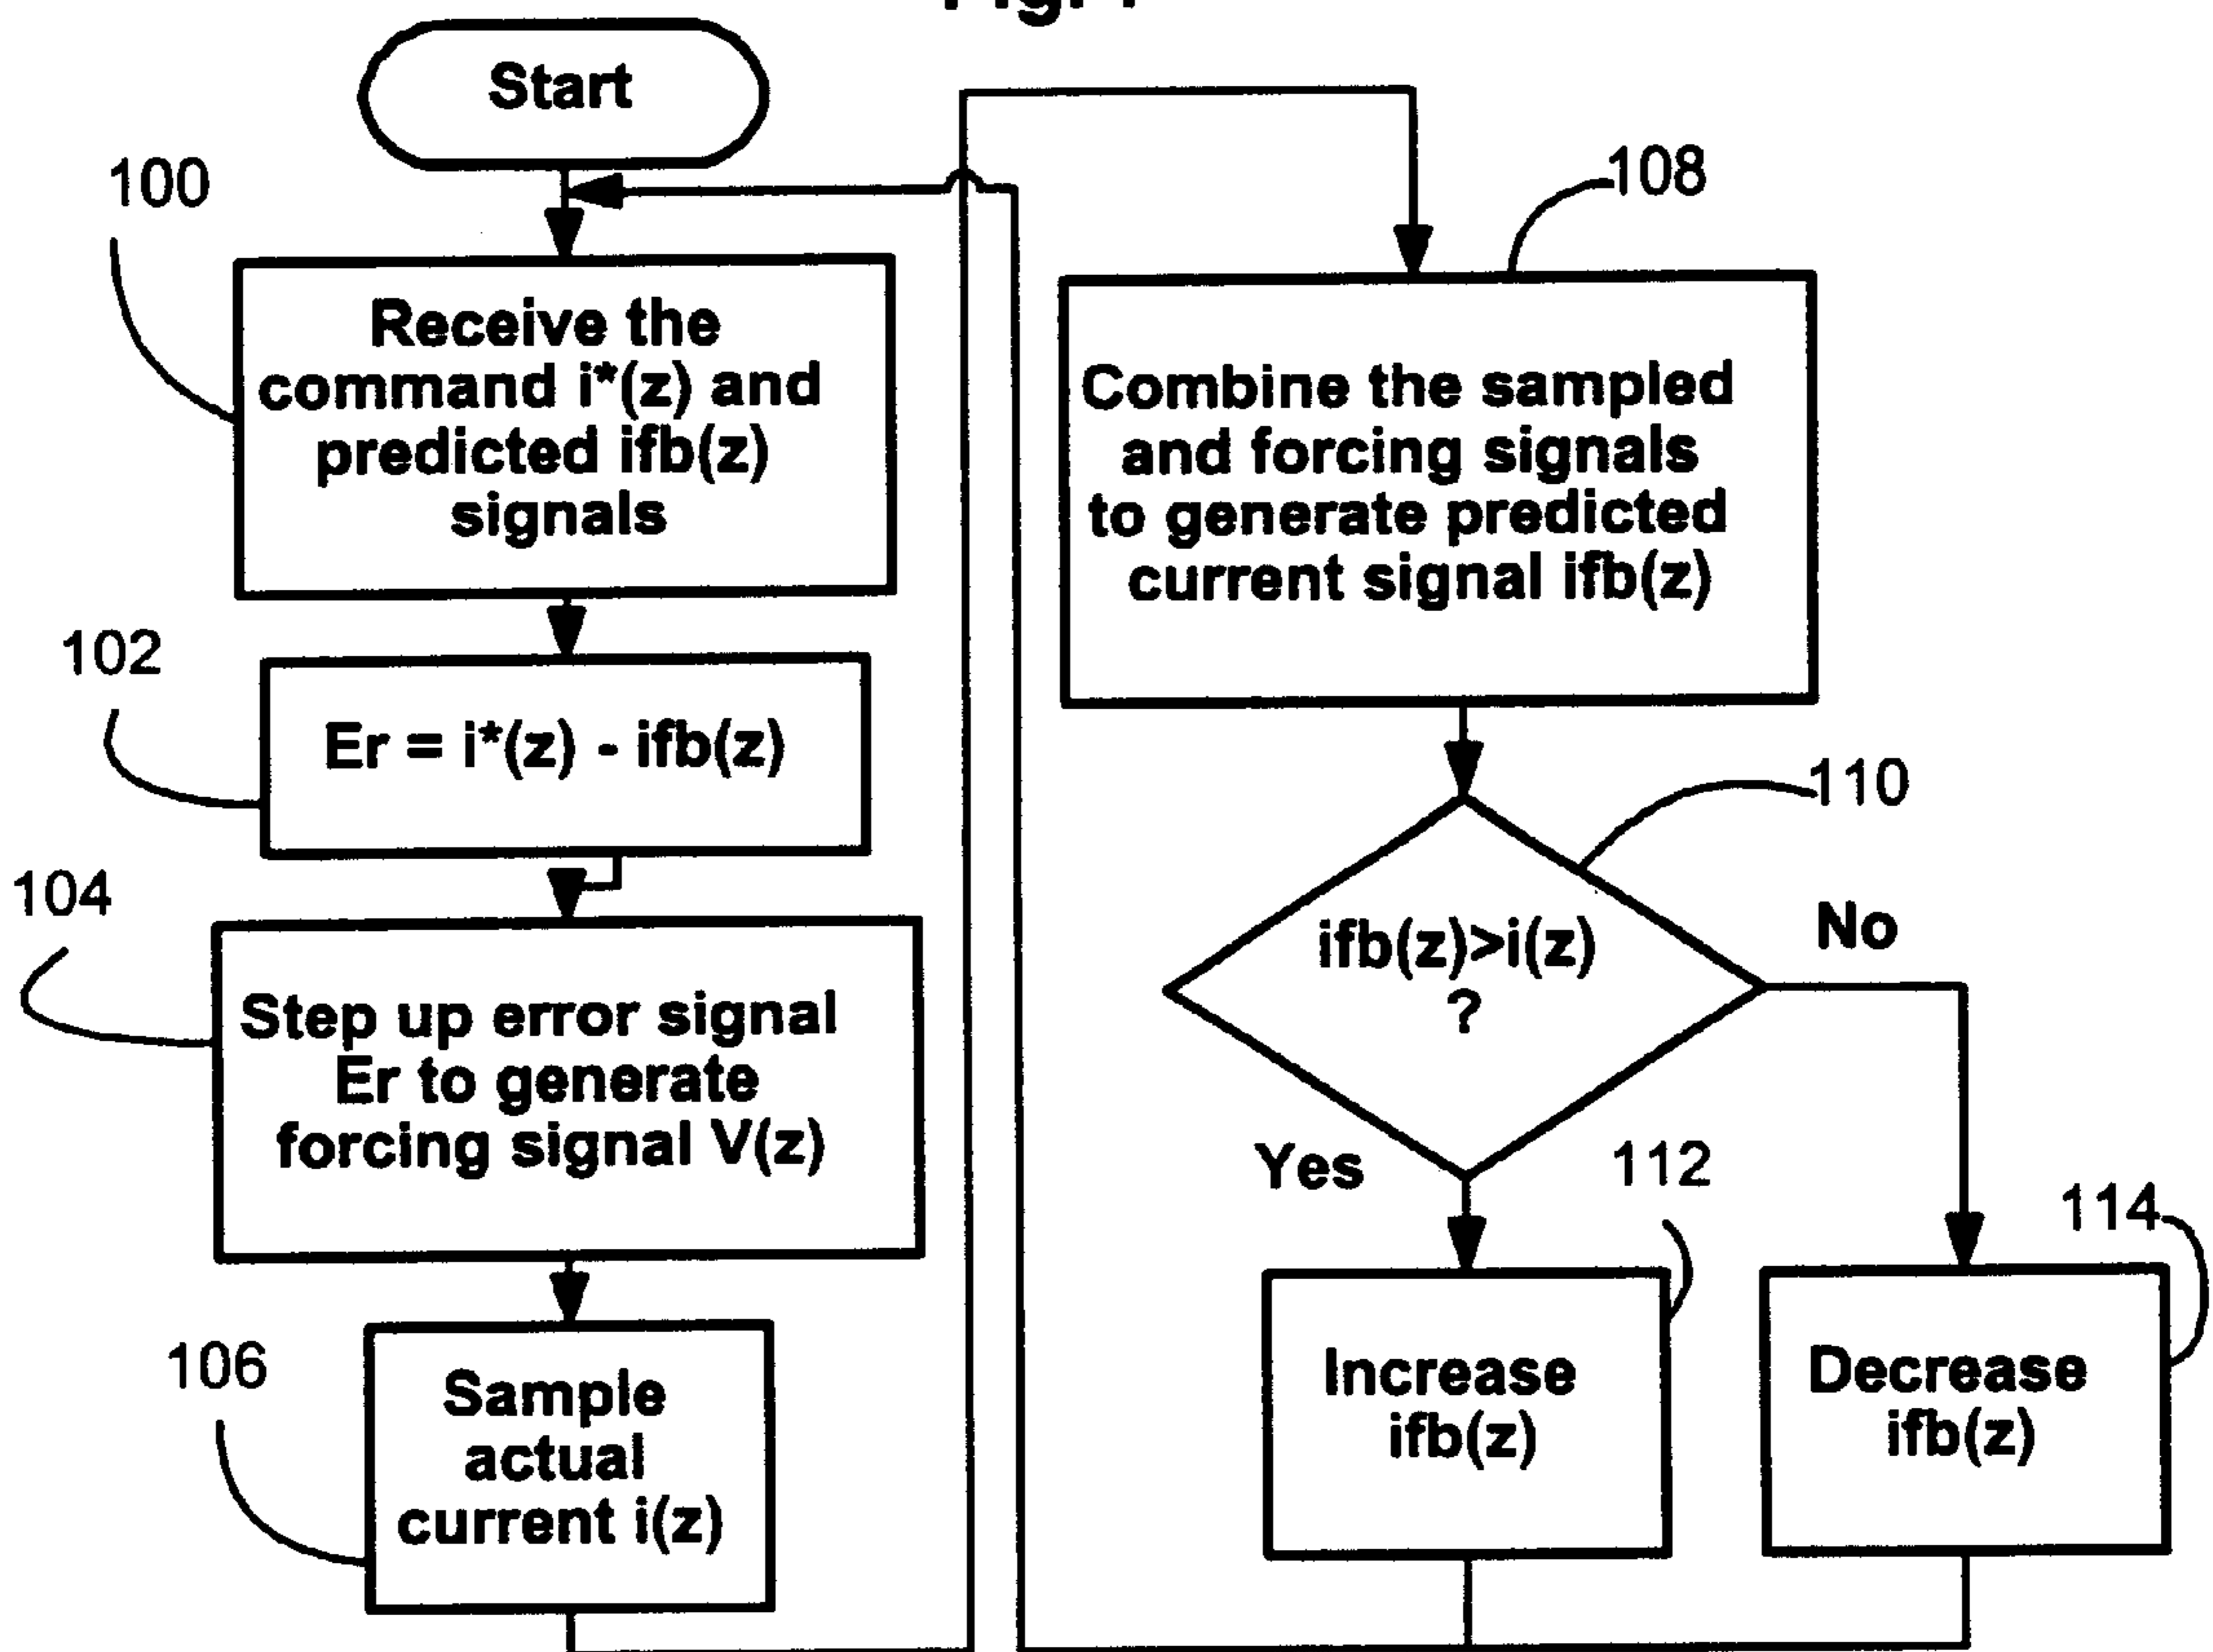 Start
100
Receive the
command i*(z) and
predicted ifb(z)
signals
102
Er = i*(z) - ifb(z)
104
Step up error signal
Er to generate
forcing signal V(z)
106
Sample
actual
current i(z)
108
Combine the sampled
and forcing signals
to generate predicted
current signal ifb(z)
110
ifb(z)>i(z)
?
No
Yes
112
Increase
ifb(z)
114
Decrease
ifb(z)